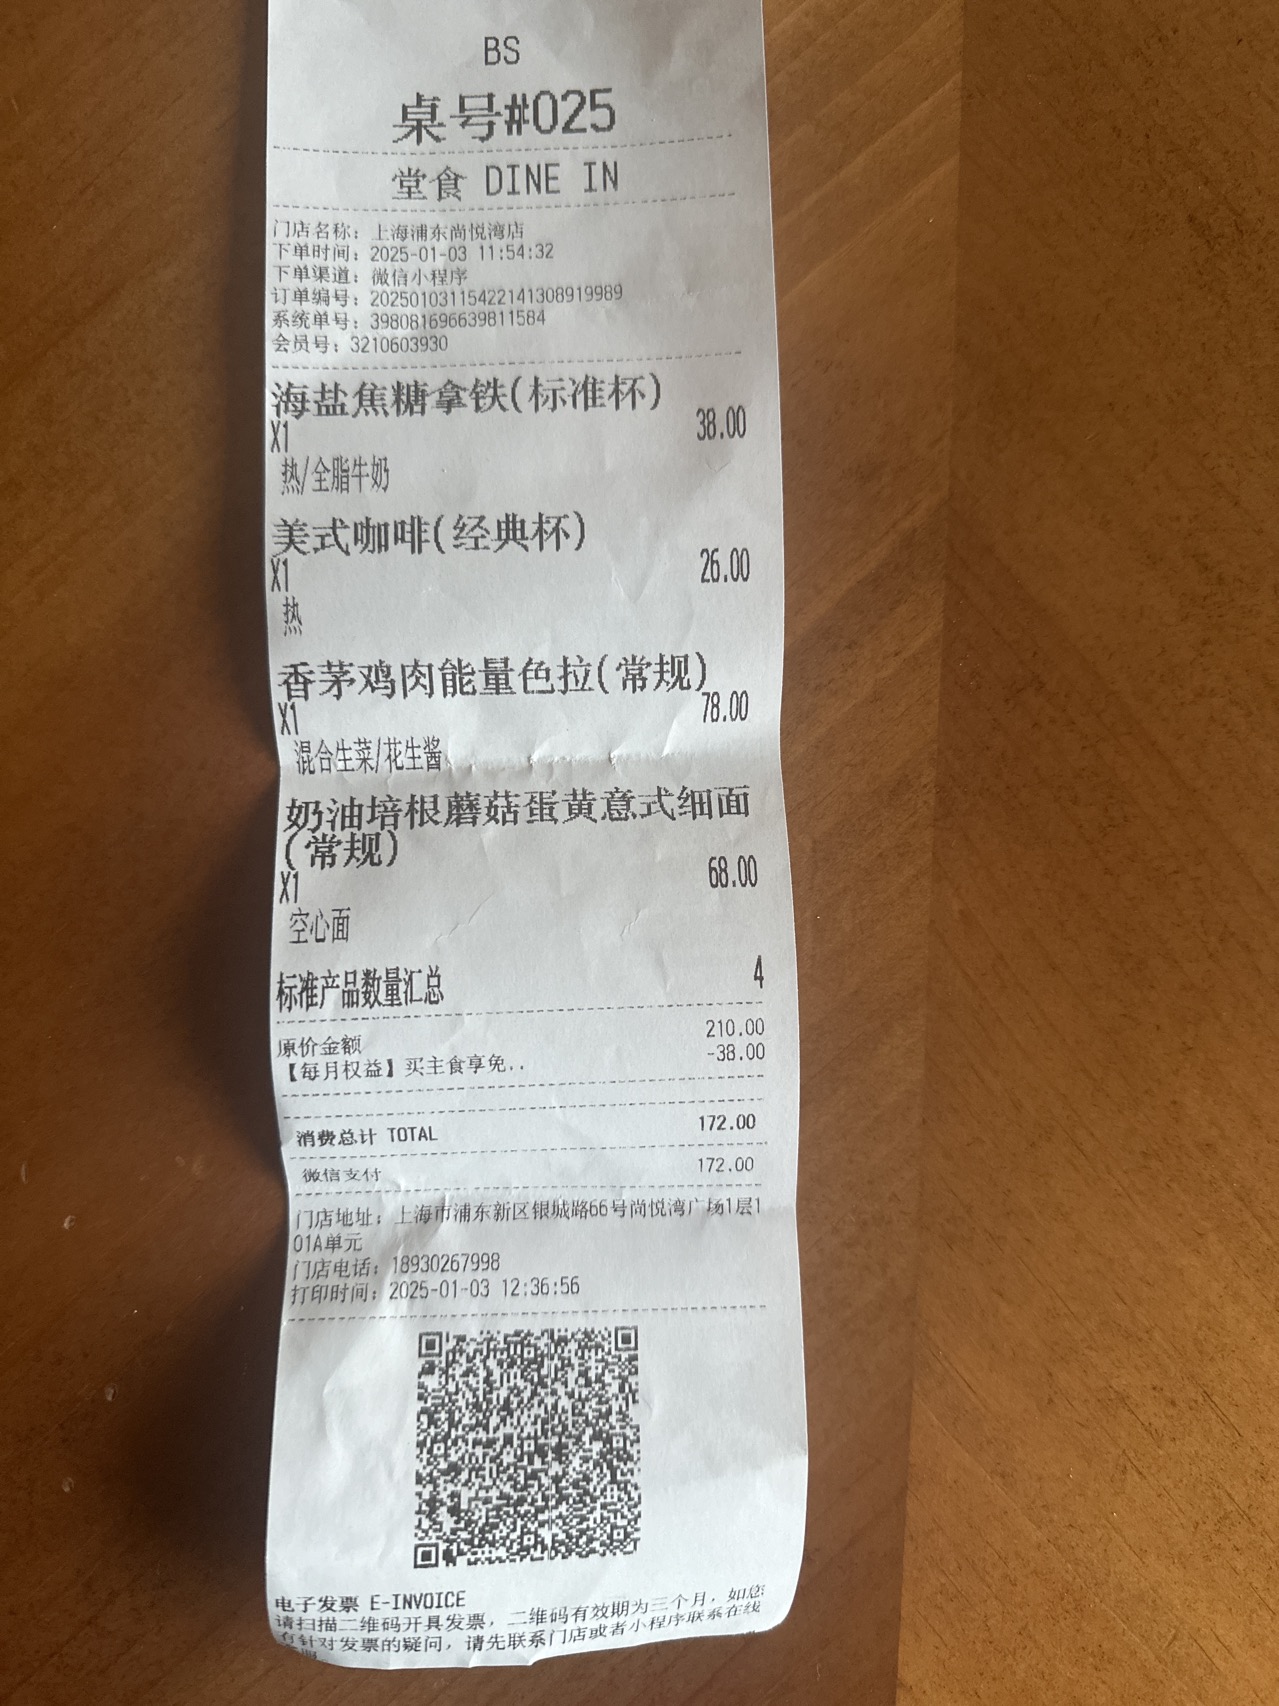 BS
桌号#025
堂食 DINE IN
门店名称：上海浦东尚悦湾店
下单时间：2025-01-03 11:54:32
下单渠道：微信小程序
订单编号：2025010311542214130891​9989
系统单号：398081696639811584
会员号：3210603930
海盐焦糖拿铁(标准杯)
X1 38.00
热/全脂牛奶
美式咖啡(经典杯)
X1 26.00
热
香茅鸡肉能量色拉(常规)
X1 78.00
混合生菜/花生酱
奶油培根蘑菇蛋黄意式细面
(常规)
X1 68.00
空心面
标准产品数量汇总 4
原价金额 210.00
【每月权益】买主食享免.. -38.00
消费总计 TOTAL 172.00
微信支付 172.00
门店地址：上海市浦东新区银城路66号尚悦湾广场1层1
01A单元
门店电话：18930267998
打印时间：2025-01-03 12:36:56
电子发票 E-INVOICE
请扫描二维码开具发票，二维码有效期为三个月，如您
有针对发票的疑问，请先联系门店或者小程序联系在线